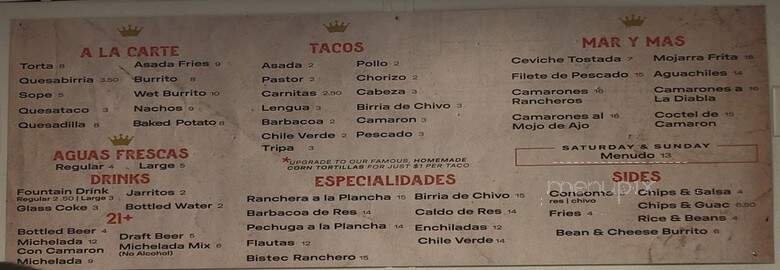 A LA CARTE
Torta 8
Quesabirria 3.50
Sope 5
Quesataco 3
Quesadilla 8
Asada Fries 9
Burrito 8
Wet Burrito 10
Nachos 9
Baked Potato 8
AGUAS FRESCAS
Regular 4 Large 5
DRINKS
Fountain Drink
Regular 2.50 | Large 3
Glass Coke 3
Jarritos 2
Bottled Water 2
21+
Bottled Beer 4
Michelada 12
Con Camaron
Michelada 9
Draft Beer 5
Michelada Mix 6
(No Alcohol)
TACOS
Asada 2
Pastor 2
Carnitas 2.50
Lengua 3
Barbacoa 2
Chile Verde 2
Tripa 3
Pollo 2
Chorizo 2
Cabeza 3
Birria de Chivo 3
Camaron 3
Pescado 3
*UPGRADE TO OUR FAMOUS, HOMEMADE
CORN TORTILLAS FOR JUST $1 PER TACO
ESPECIALIDADES
Ranchera a la Plancha 15
Barbacoa de Res 14
Pechuga a la Plancha 14
Flautas 12
Bistec Ranchero 15
Birria de Chivo 15
Caldo de Res 14
Enchiladas 12
Chile Verde 14
MAR Y MAS
Ceviche Tostada 7
Filete de Pescado 15
Camarones 16
Rancheros
Camarones al 16
Mojo de Ajo
Mojarra Frita 16
Aguachiles 14
Camarones a 16
La Diabla
Coctel de 15
Camaron
SATURDAY & SUNDAY
Menudo 13
SIDES
Consome
res | chivo
Fries 4
Chips & Salsa 4
Chips & Guac 6.50
Rice & Beans 4
Bean & Cheese Burrito 6
menupix